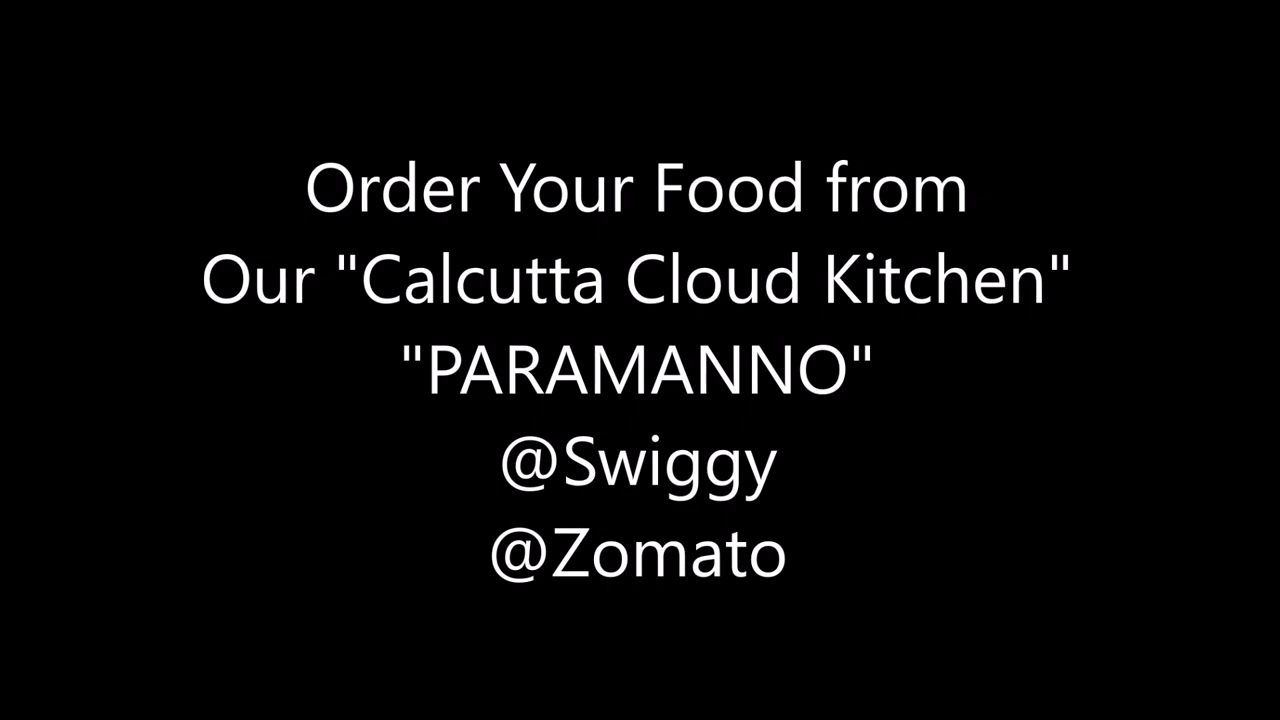 Order Your Food from
Our "Calcutta Cloud Kitchen"
"PARAMANNO"
@Swiggy
@Zomato